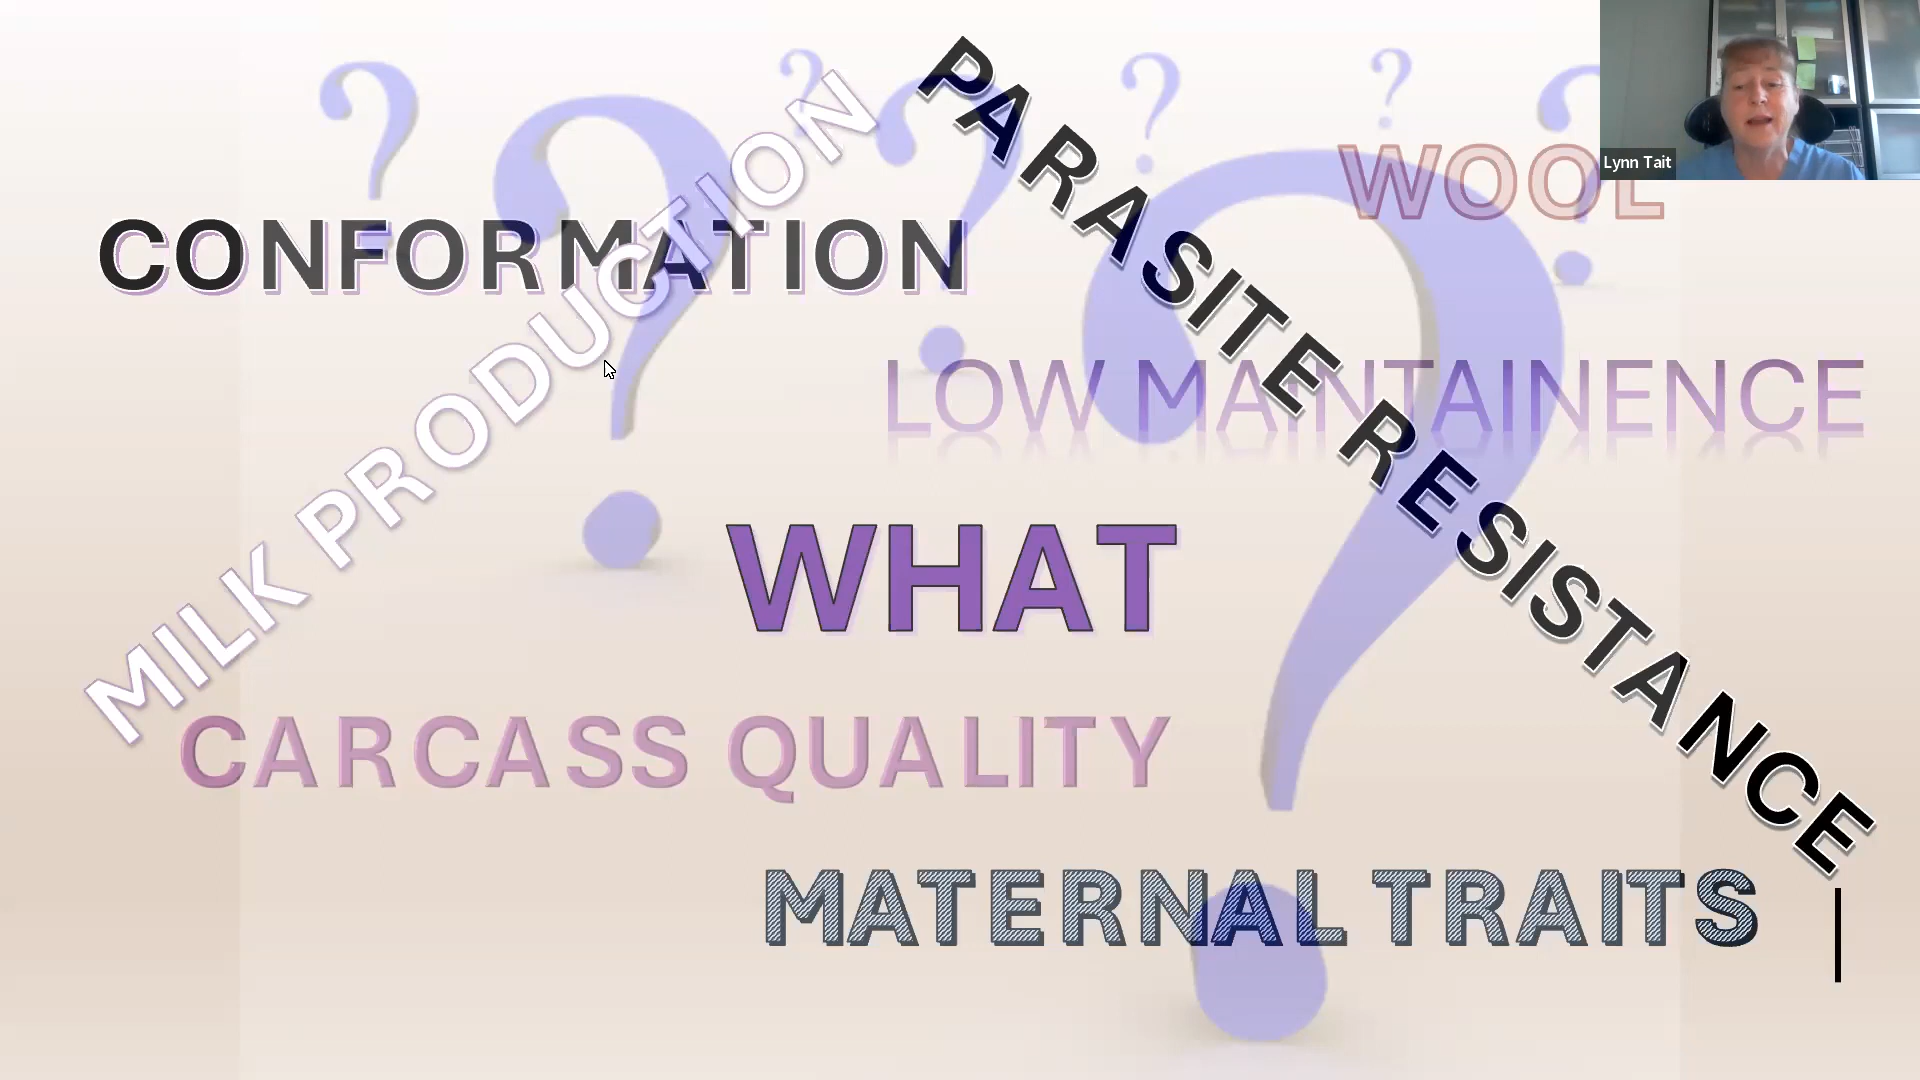 PARASITE RESISTANCE
WOOL
Lynn Tait
CONFORMATION
MILK PRODUCTION
LOW MAINTAINENCE
WHAT
CARCASS QUALITY
MATERNAL TRAITS